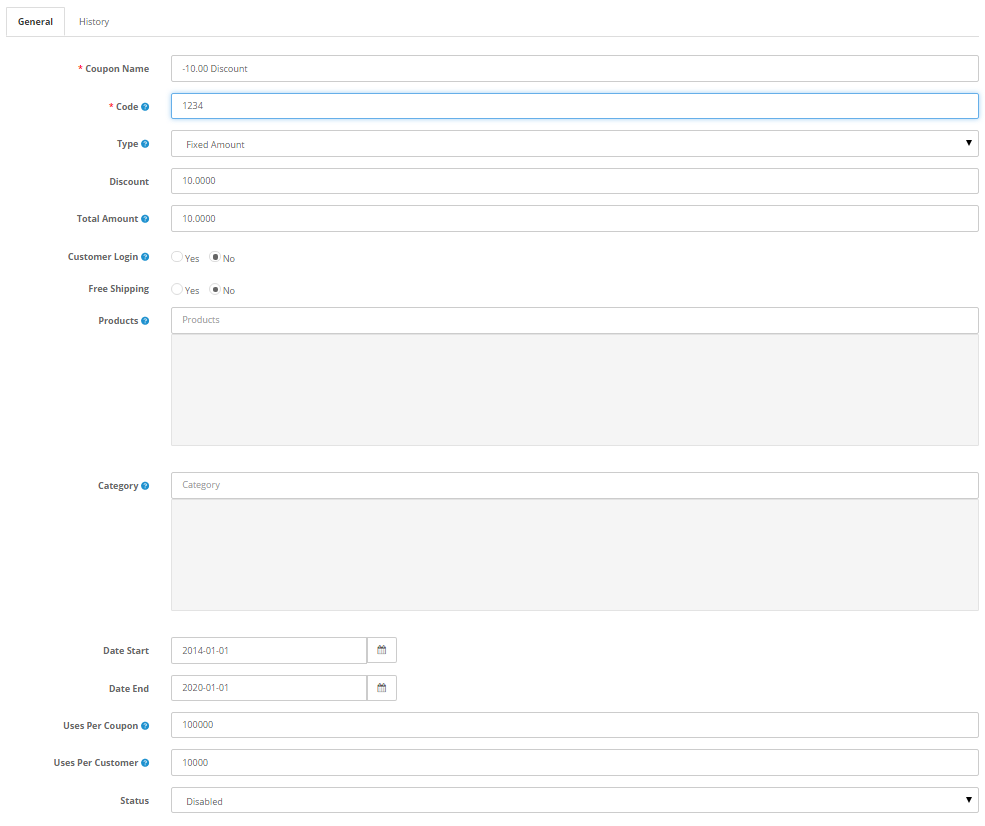 General History
* Coupon Name -10.00 Discount
* Code ? 1234
Type ? Fixed Amount
Discount 10.0000
Total Amount ? 10.0000
Customer Login ? Yes No
Free Shipping Yes No
Products ? Products
Category ? Category
Date Start 2014-01-01
Date End 2020-01-01
Uses Per Coupon ? 100000
Uses Per Customer ? 10000
Status Disabled